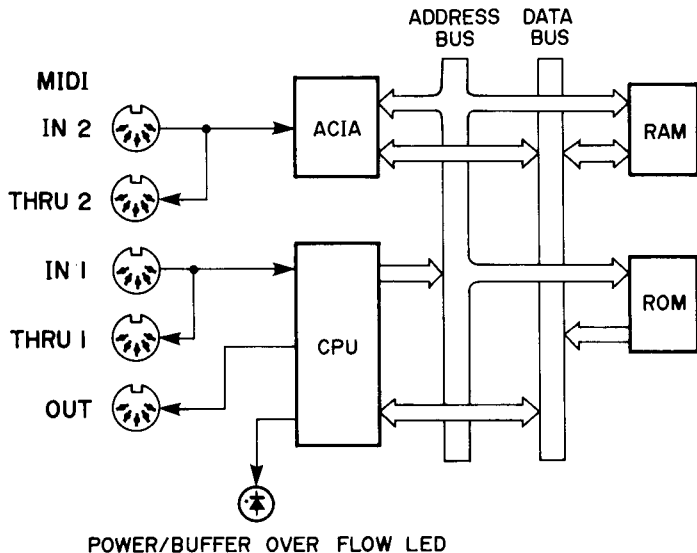 ADDRESS BUS
DATA BUS
MIDI
IN 2
THRU 2
IN 1
THRU 1
OUT
ACIA
CPU
RAM
ROM
POWER/BUFFER OVER FLOW LED